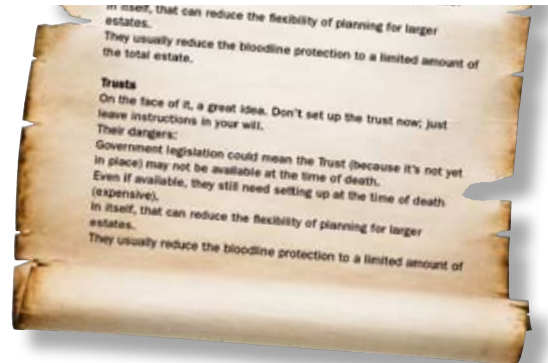 In itself, that can reduce the flexibility of planning for larger
estates.
They usually reduce the bloodline protection to a limited amount of
the total estate.
Trusts
On the face of it, a great idea. Don't set up the trust now; just
leave instructions in your will.
Their dangers:
Government legislation could mean the Trust (because it's not yet
in place) may not be available at the time of death.
Even if available, they still need setting up at the time of death
(expensive).
In itself, that can reduce the flexibility of planning for larger
estates.
They usually reduce the bloodline protection to a limited amount of